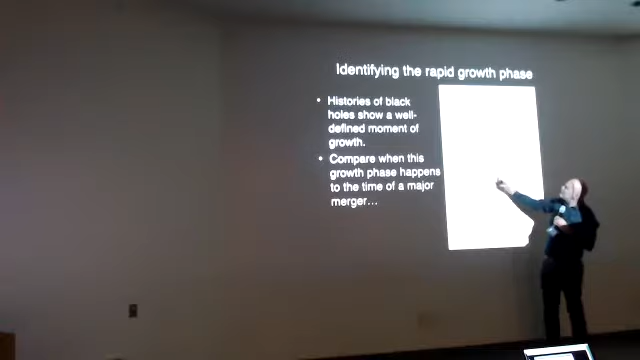 Identifying the rapid growth phase
• Histories of black
holes show a well-
defined moment of
growth.
• Compare when this
growth phase happens
to the time of a major
merger…